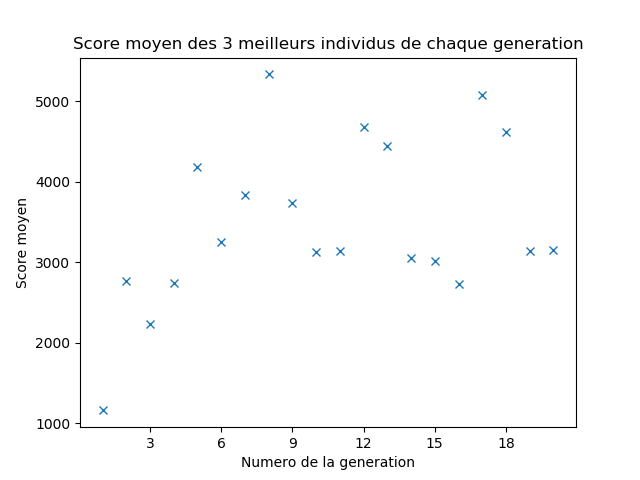 Score moyen des 3 meilleurs individus de chaque generation
5000
4000
3000
2000
1000
Score moyen
3 6 9 12 15 18
Numero de la generation